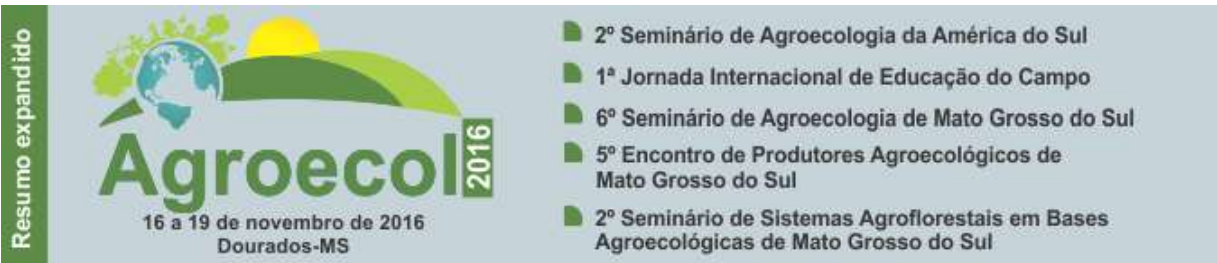 Resumo expandido
Agroecol 2016
16 a 19 de novembro de 2016
Dourados-MS
2º Seminário de Agroecologia da América do Sul
1ª Jornada Internacional de Educação do Campo
6º Seminário de Agroecologia de Mato Grosso do Sul
5º Encontro de Produtores Agroecológicos de
Mato Grosso do Sul
2º Seminário de Sistemas Agroflorestais em Bases
Agroecológicas de Mato Grosso do Sul